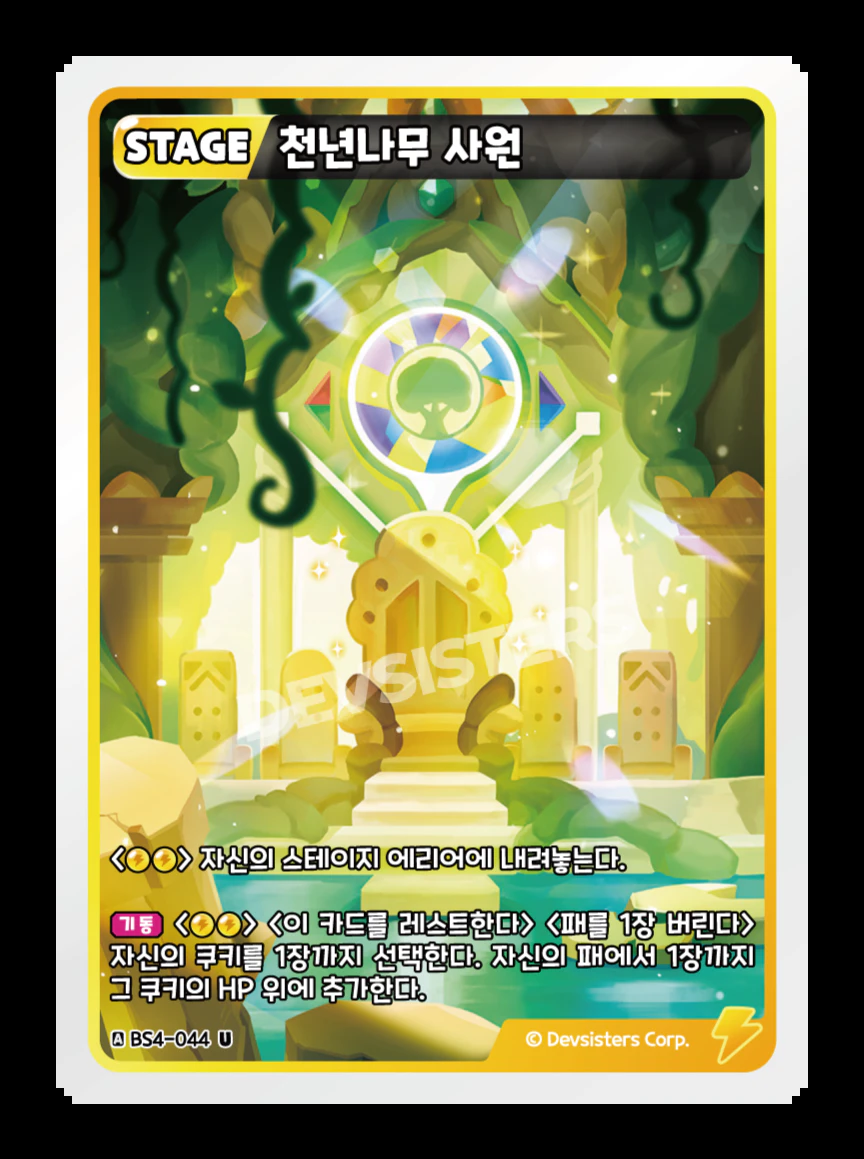 STAGE 천년나무 사원
DEVSISTERS
<⚡⚡> 자신의 스테이지 에리어에 내려놓는다.
기동 <⚡⚡> <이 카드를 레스트한다> <패를 1장 버린다>
자신의 쿠키를 1장까지 선택한다. 자신의 패에서 1장까지
그 쿠키의 HP 위에 추가한다.
A BS4-044 U
© Devsisters Corp.